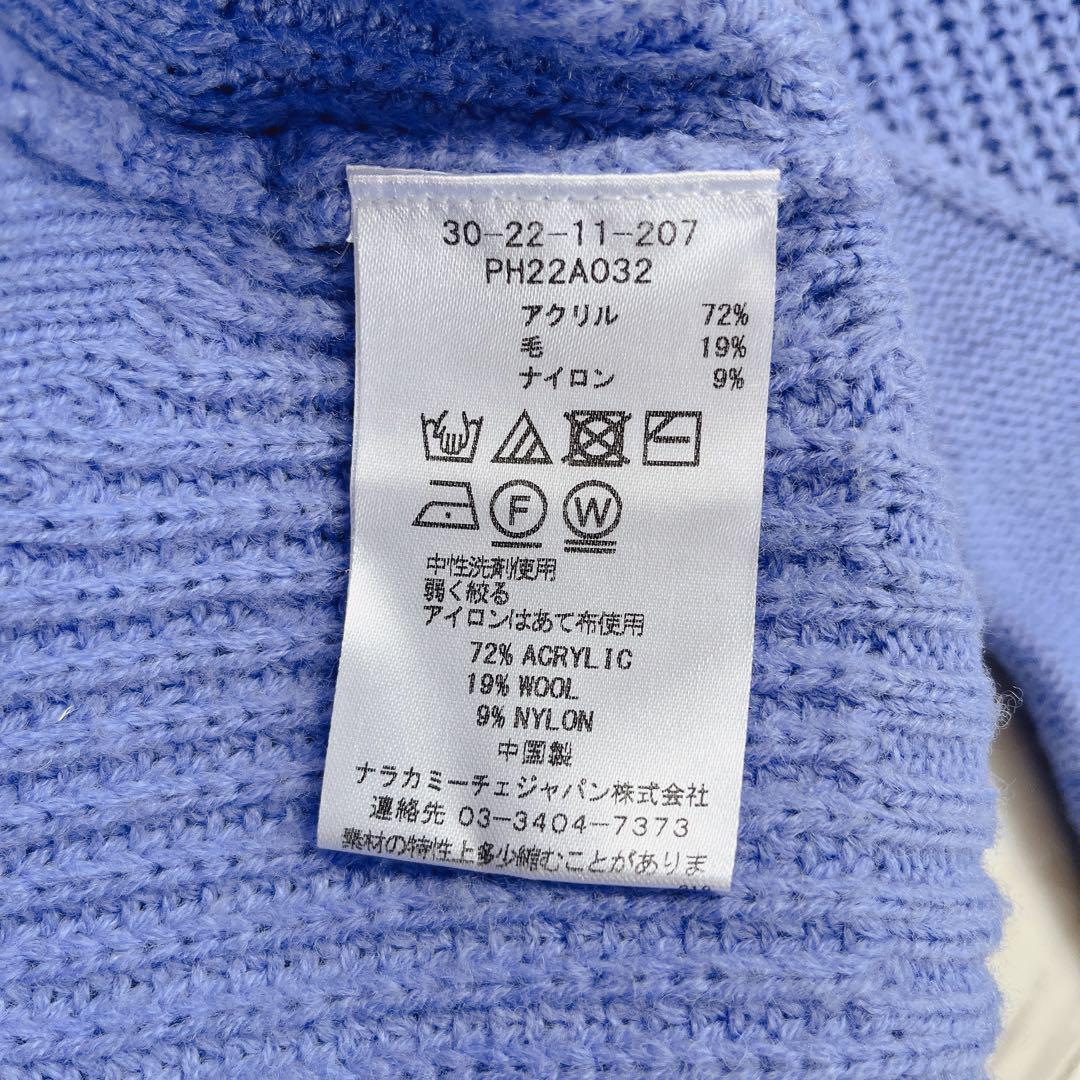 30-22-11-207
PH22A032
アクリル 72%
毛 19%
ナイロン 9%
F W
中性洗剤使用
弱く絞る
アイロンはあて布使用
72% ACRYLIC
19% WOOL
9% NYLON
中国製
ナラカミーチェジャパン株式会社
連絡先 03-3404-7373
素材の特性上多少縮むことがありま